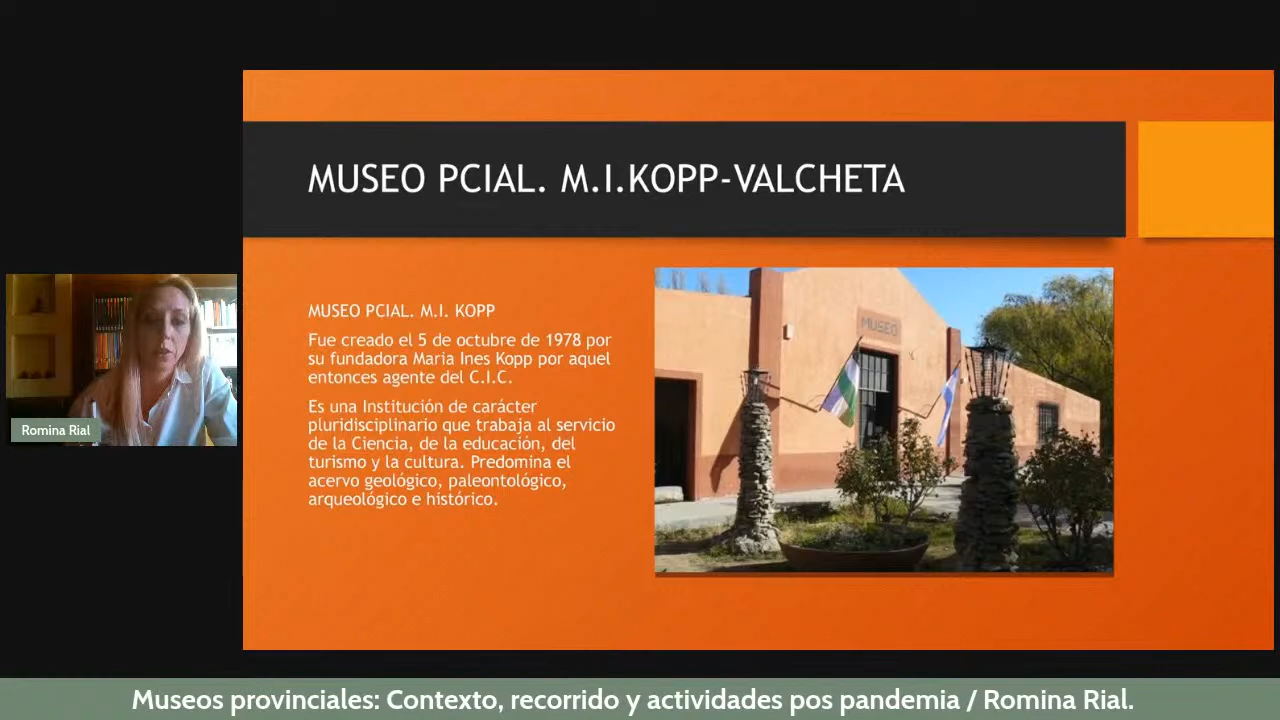 MUSEO PCIAL. M.I.KOPP-VALCHETA
MUSEO PCIAL. M.I. KOPP
Fue creado el 5 de octubre de 1978 por
su fundadora Maria Ines Kopp por aquel
entonces agente del C.I.C.
Es una Institución de carácter
pluridisciplinario que trabaja al servicio
de la Ciencia, de la educación, del
turismo y la cultura. Predomina el
acervo geológico, paleontológico,
arqueológico e histórico.
MUSEO
Romina Rial
Museos provinciales: Contexto, recorrido y actividades pos pandemia / Romina Rial.